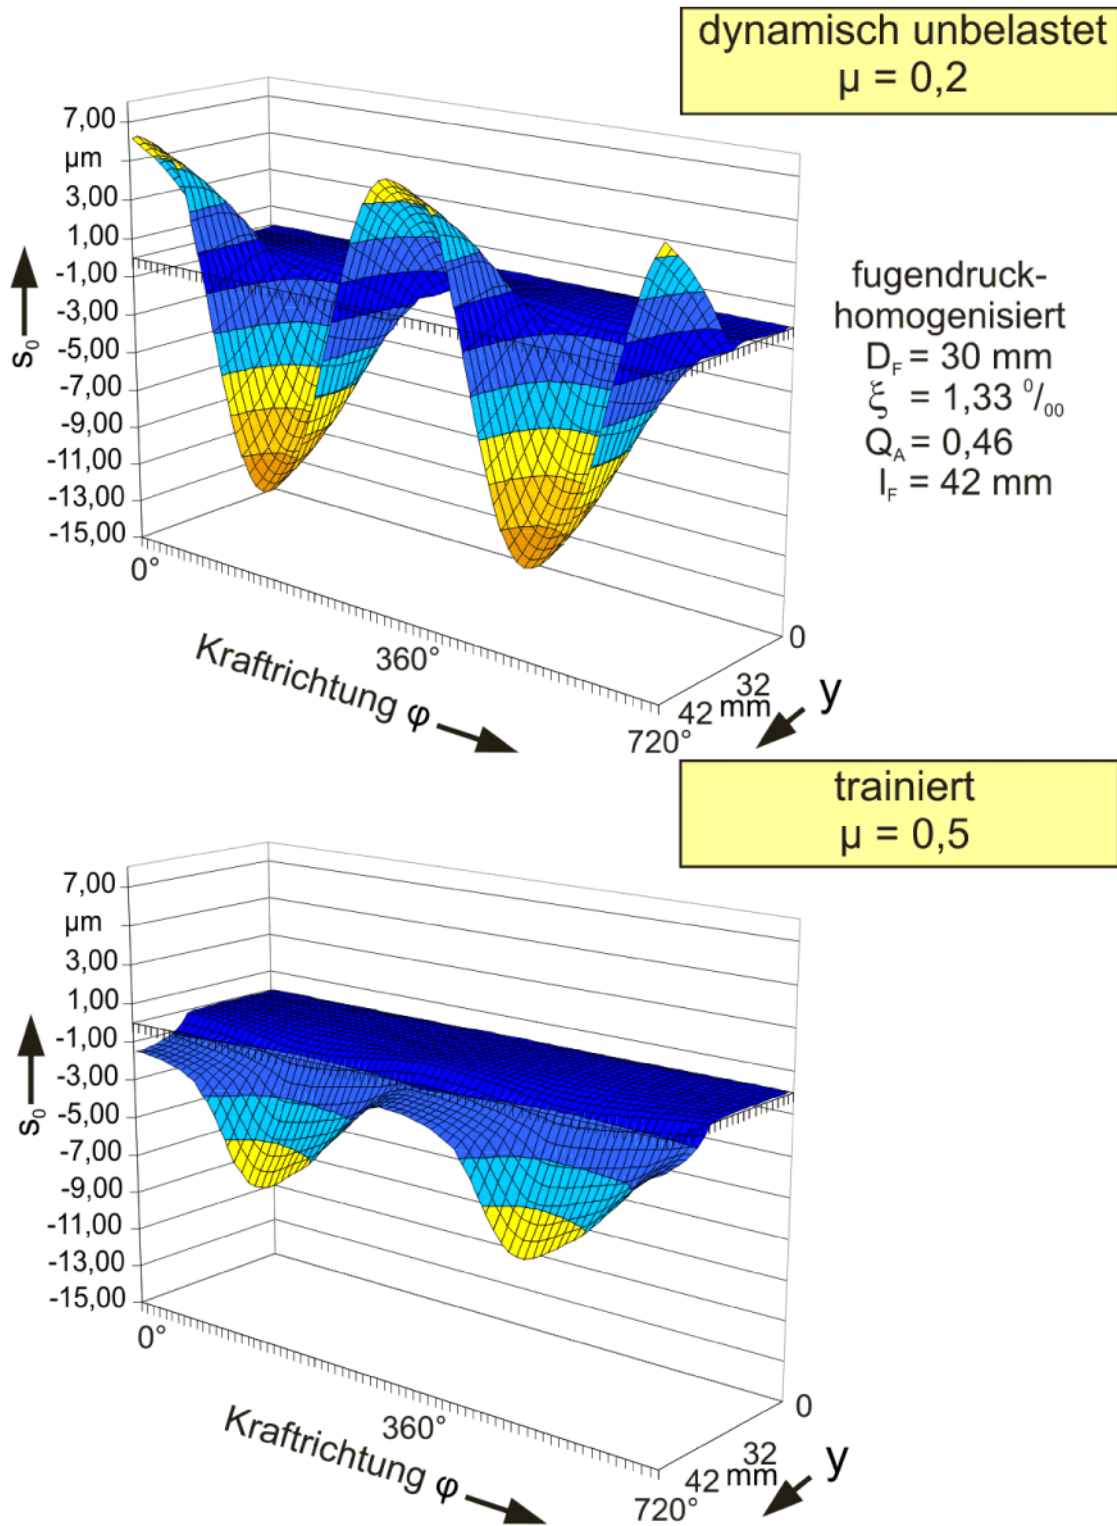 dynamisch unbelastet
µ = 0,2
7,00
µm
3,00
1,00
-1,00
-3,00
-5,00
-7,00
-9,00
-11,00
-13,00
-15,00
s₀
0°
360°
720°
Kraftrichtung φ
42 mm
32
0
y
fugendruck-
homogenisiert
D_F = 30 mm
ξ = 1,33 ⁰/₀₀
Q_A = 0,46
l_F = 42 mm
trainiert
µ = 0,5
7,00
µm
3,00
1,00
-1,00
-3,00
-5,00
-7,00
-9,00
-11,00
-13,00
-15,00
s₀
0°
360°
720°
Kraftrichtung φ
42 mm
32
0
y